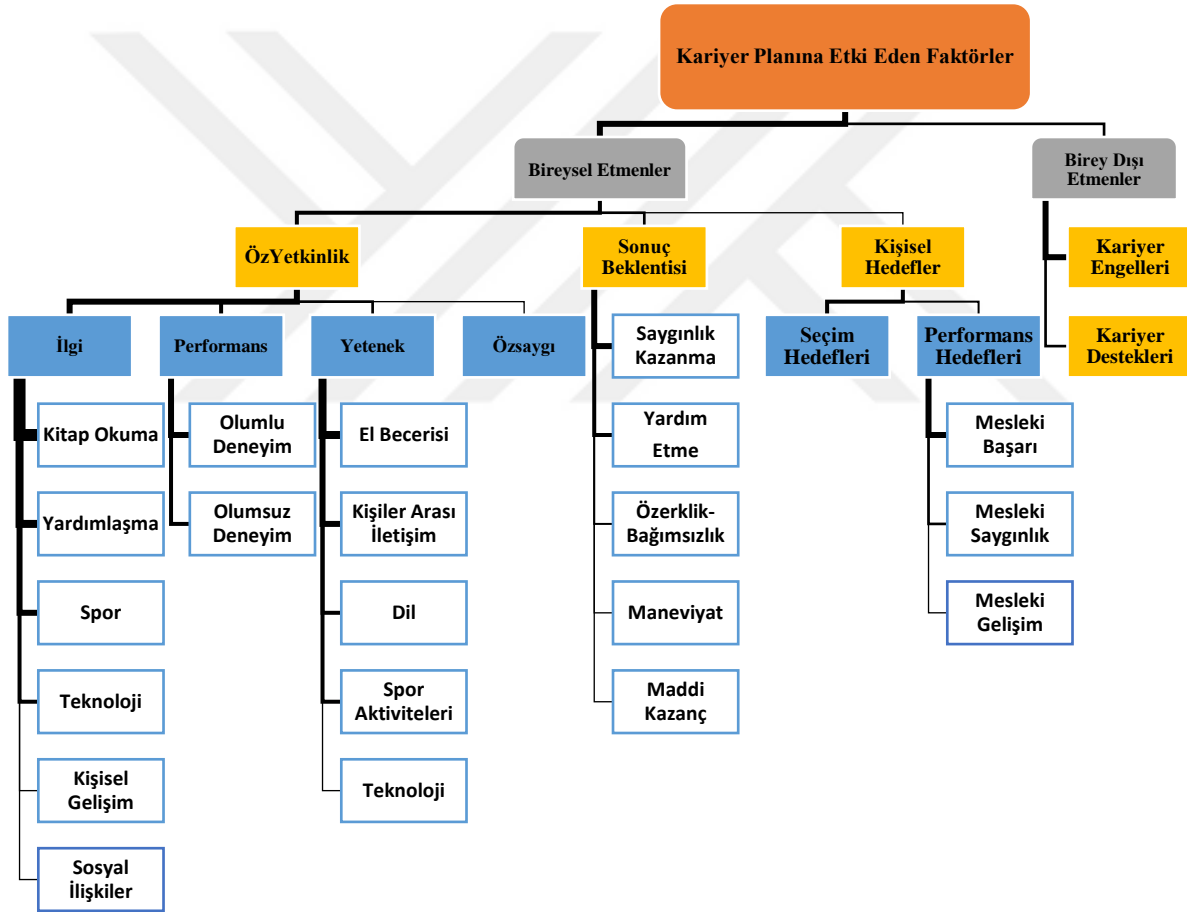 Kariyer Planına Etki Eden Faktörler
Bireysel Etmenler
Birey Dışı
Etmenler
ÖzYetkinlik
Sonuç
Beklentisi
Kişisel
Hedefler
Kariyer
Engelleri
Kariyer
Destekleri
İlgi
Performans
Yetenek
Özsaygı
Seçim
Hedefleri
Performans
Hedefleri
Kitap Okuma
Yardımlaşma
Spor
Teknoloji
Kişisel
Gelişim
Sosyal
İlişkiler
Olumlu
Deneyim
Olumsuz
Deneyim
El Becerisi
Kişiler Arası
İletişim
Dil
Spor
Aktiviteleri
Teknoloji
Saygınlık
Kazanma
Yardım
Etme
Özerklik-
Bağımsızlık
Maneviyat
Maddi
Kazanç
Mesleki
Başarı
Mesleki
Saygınlık
Mesleki
Gelişim